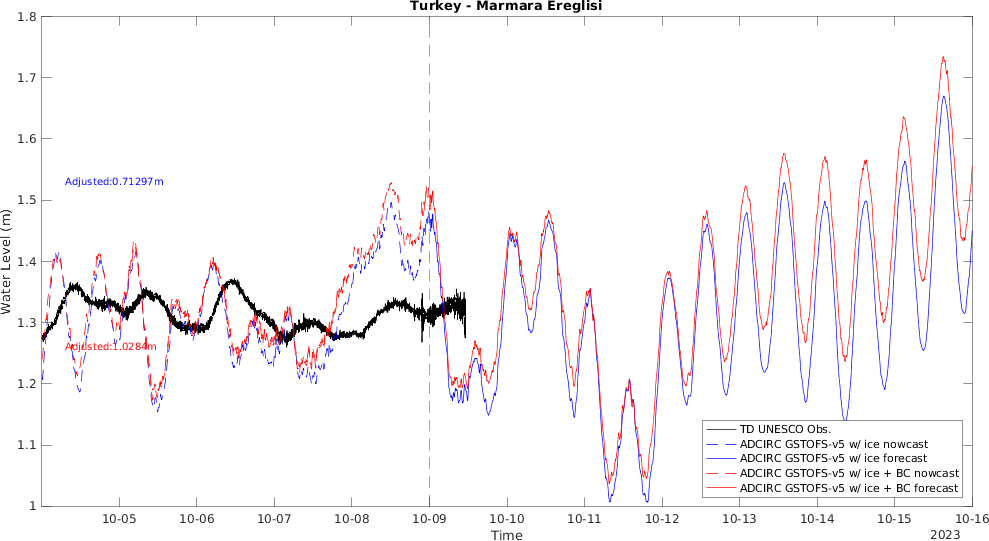 Turkey - Marmara Ereglisi
1.8
1.7
1.6
1.5
1.4
1.3
1.2
1.1
1
Water Level (m)
Adjusted:0.71297m
Adjusted:1.0284m
TD UNESCO Obs.
ADCIRC GSTOFS-v5 w/ ice nowcast
ADCIRC GSTOFS-v5 w/ ice forecast
ADCIRC GSTOFS-v5 w/ ice + BC nowcast
ADCIRC GSTOFS-v5 w/ ice + BC forecast
10-05 10-06 10-07 10-08 10-09 10-10 10-11 10-12 10-13 10-14 10-15 10-16
Time
2023